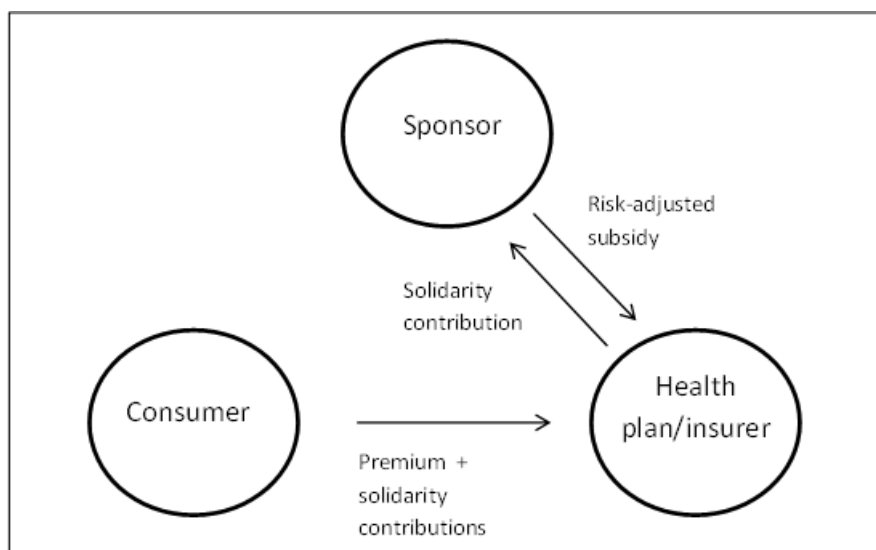 Sponsor
Risk-adjusted
subsidy
Solidarity
contribution
Consumer
Health
plan/insurer
Premium +
solidarity
contributions